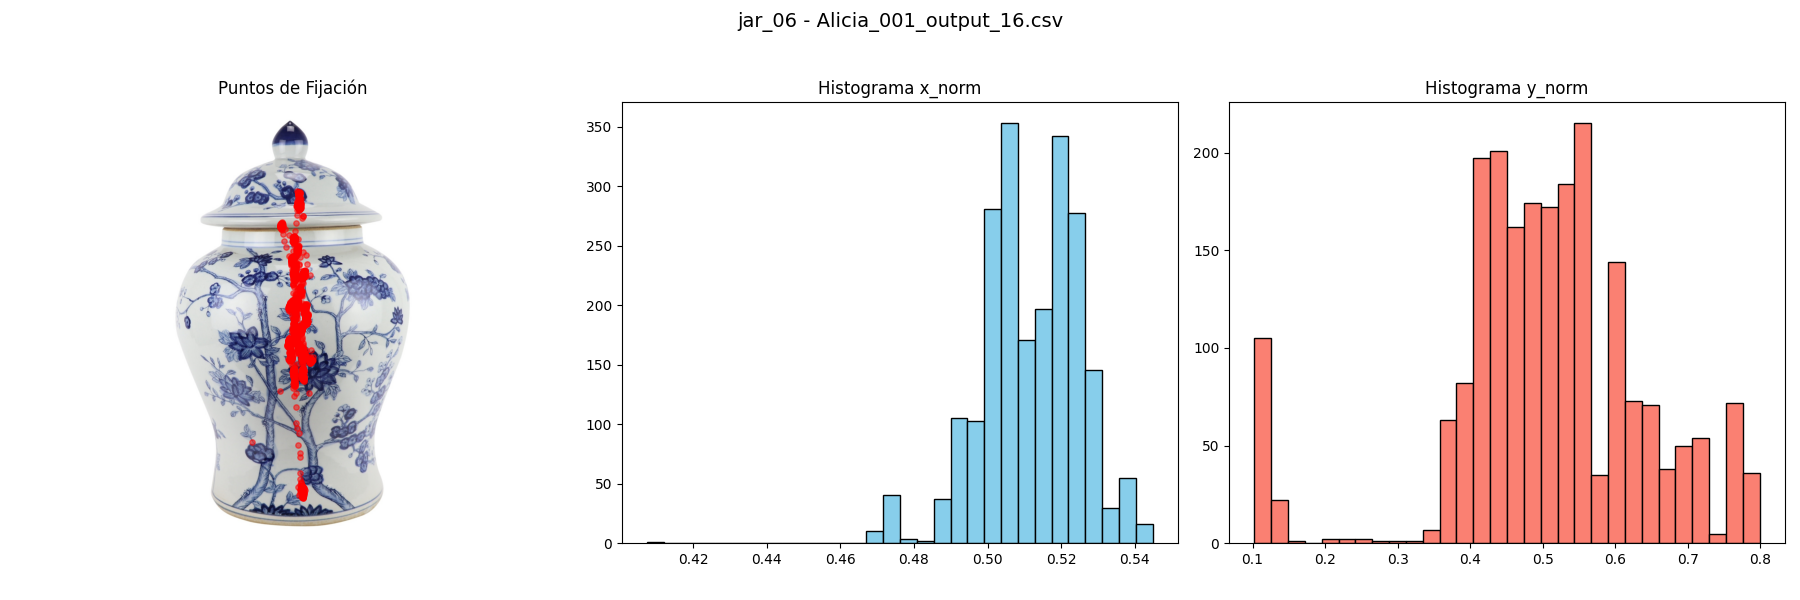 jar_06 - Alicia_001_output_16.csv
Puntos de Fijación
Histograma x_norm
Histograma y_norm
350
300
250
200
150
100
50
0
0.42 0.44 0.46 0.48 0.50 0.52 0.54
200
150
100
50
0
0.1 0.2 0.3 0.4 0.5 0.6 0.7 0.8